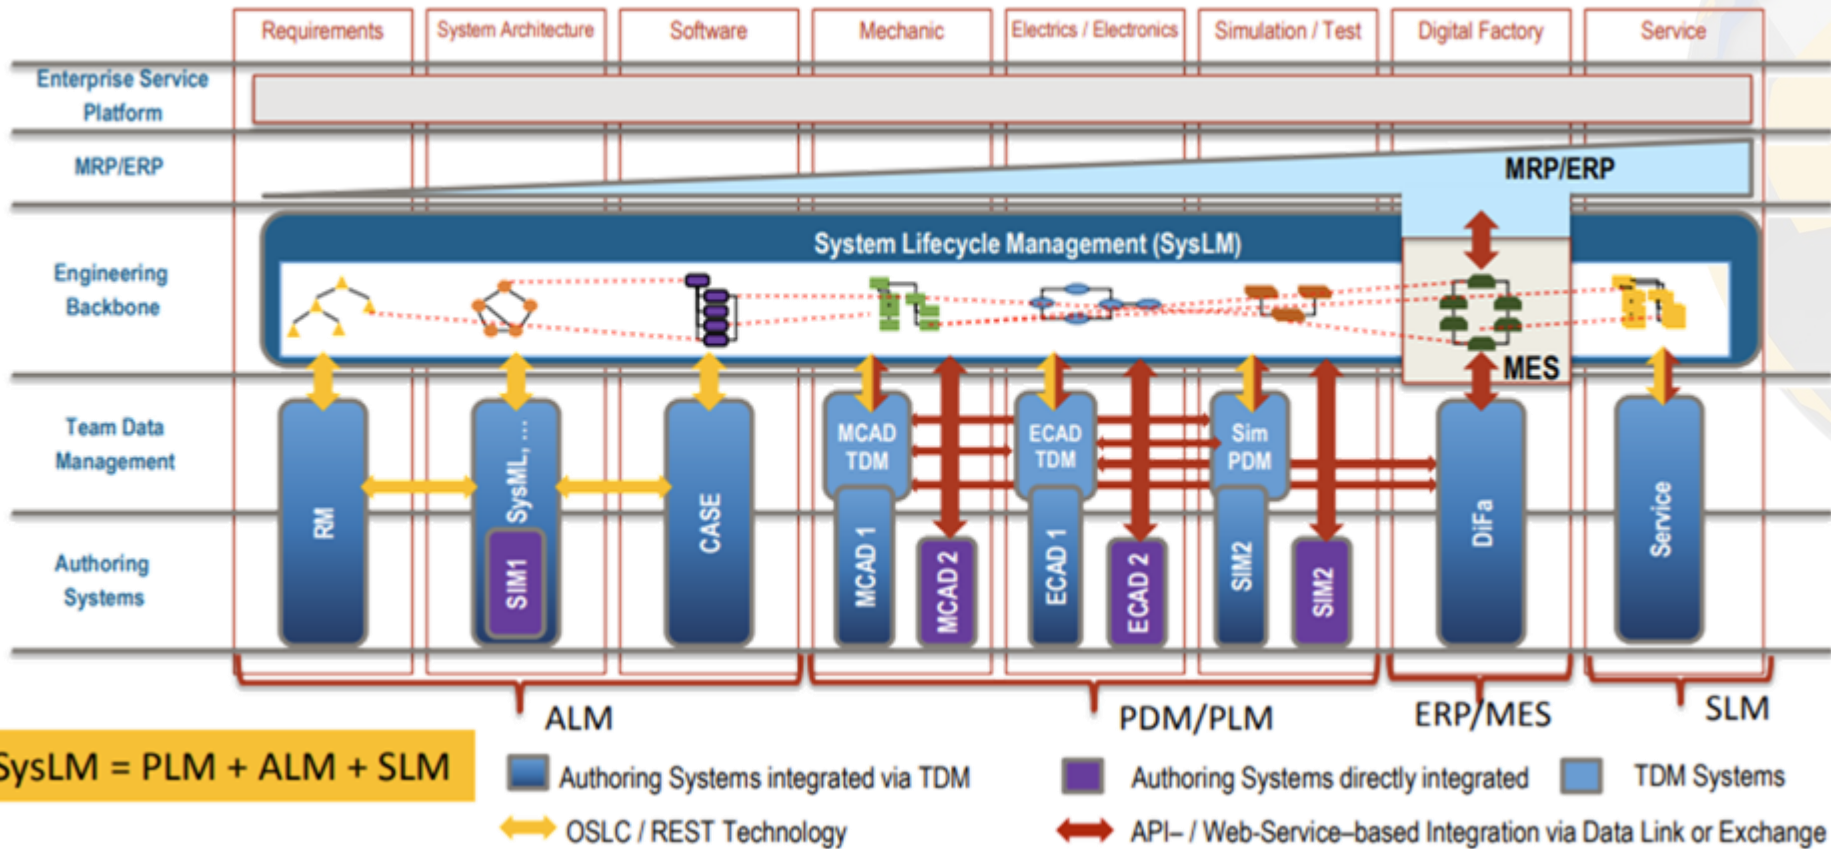 Requirements
System Architecture
Software
Mechanic
Electrics / Electronics
Simulation / Test
Digital Factory
Service
Enterprise Service
Platform
MRP/ERP
MRP/ERP
System Lifecycle Management (SysLM)
Engineering
Backbone
MES
Team Data
Management
MCAD
TDM
ECAD
TDM
Sim
PDM
Authoring
Systems
RM
SysML, ...
SIM1
CASE
MCAD 1
MCAD 2
ECAD 1
ECAD 2
SIM2
SIM2
DiFa
Service
ALM
PDM/PLM
ERP/MES
SLM
SysLM = PLM + ALM + SLM
Authoring Systems integrated via TDM
Authoring Systems directly integrated
TDM Systems
OSLC / REST Technology
API– / Web-Service–based Integration via Data Link or Exchange